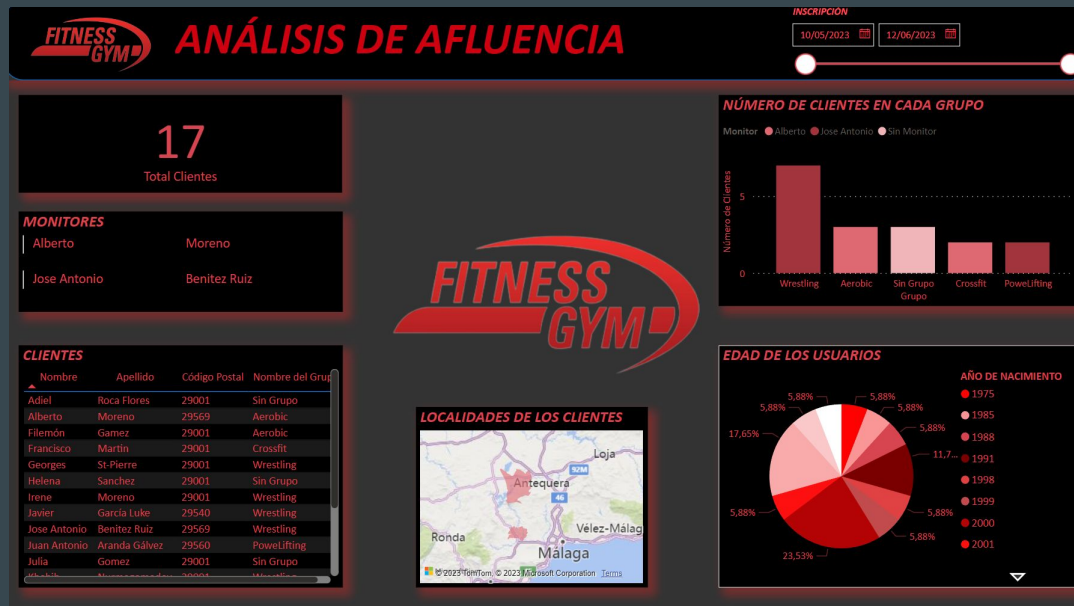 FITNESS
GYM
ANÁLISIS DE AFLUENCIA
INSCRIPCIÓN
10/05/2023
12/06/2023
17
Total Clientes
MONITORES
Alberto Moreno
Jose Antonio Benitez Ruiz
CLIENTES
Nombre Apellido Código Postal Nombre del Grup
Adiel Roca Flores 29001 Sin Grupo
Alberto Moreno 29569 Aerobic
Filemón Gamez 29001 Aerobic
Francisco Martin 29001 Crossfit
Georges St-Pierre 29001 Wrestling
Helena Sanchez 29001 Sin Grupo
Irene Moreno 29001 Wrestling
Javier García Luke 29540 Wrestling
Jose Antonio Benitez Ruiz 29569 Wrestling
Juan Antonio Aranda Gálvez 29560 PoweLifting
Julia Gomez 29001 Sin Grupo
FITNESS
GYM
LOCALIDADES DE LOS CLIENTES
Loja
92M
Antequera
46
Ronda
Vélez-Málag
Málaga
© 2023 TomTom, © 2023 Microsoft Corporation Terms
NÚMERO DE CLIENTES EN CADA GRUPO
Monitor Alberto Jose Antonio Sin Monitor
Número de Clientes
5
0
Wrestling Aerobic Sin Grupo Crossfit PoweLifting
Grupo
EDAD DE LOS USUARIOS
5,88%
5,88%
5,88%
5,88%
5,88%
17,65%
11,7...
5,88%
5,88%
5,88%
23,53%
AÑO DE NACIMIENTO
1975
1985
1988
1991
1998
1999
2000
2001